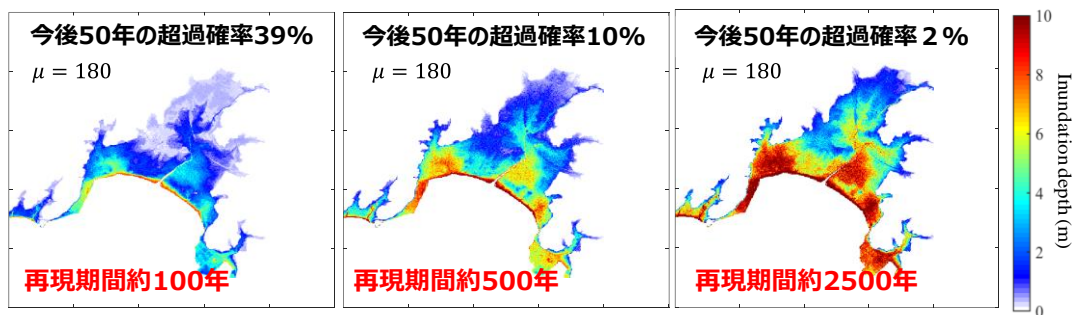 今後50年の超過確率39%
μ = 180
再現期間約100年
今後50年の超過確率10%
μ = 180
再現期間約500年
今後50年の超過確率２%
μ = 180
再現期間約2500年
10
8
6
4
2
0
Inundation depth (m)